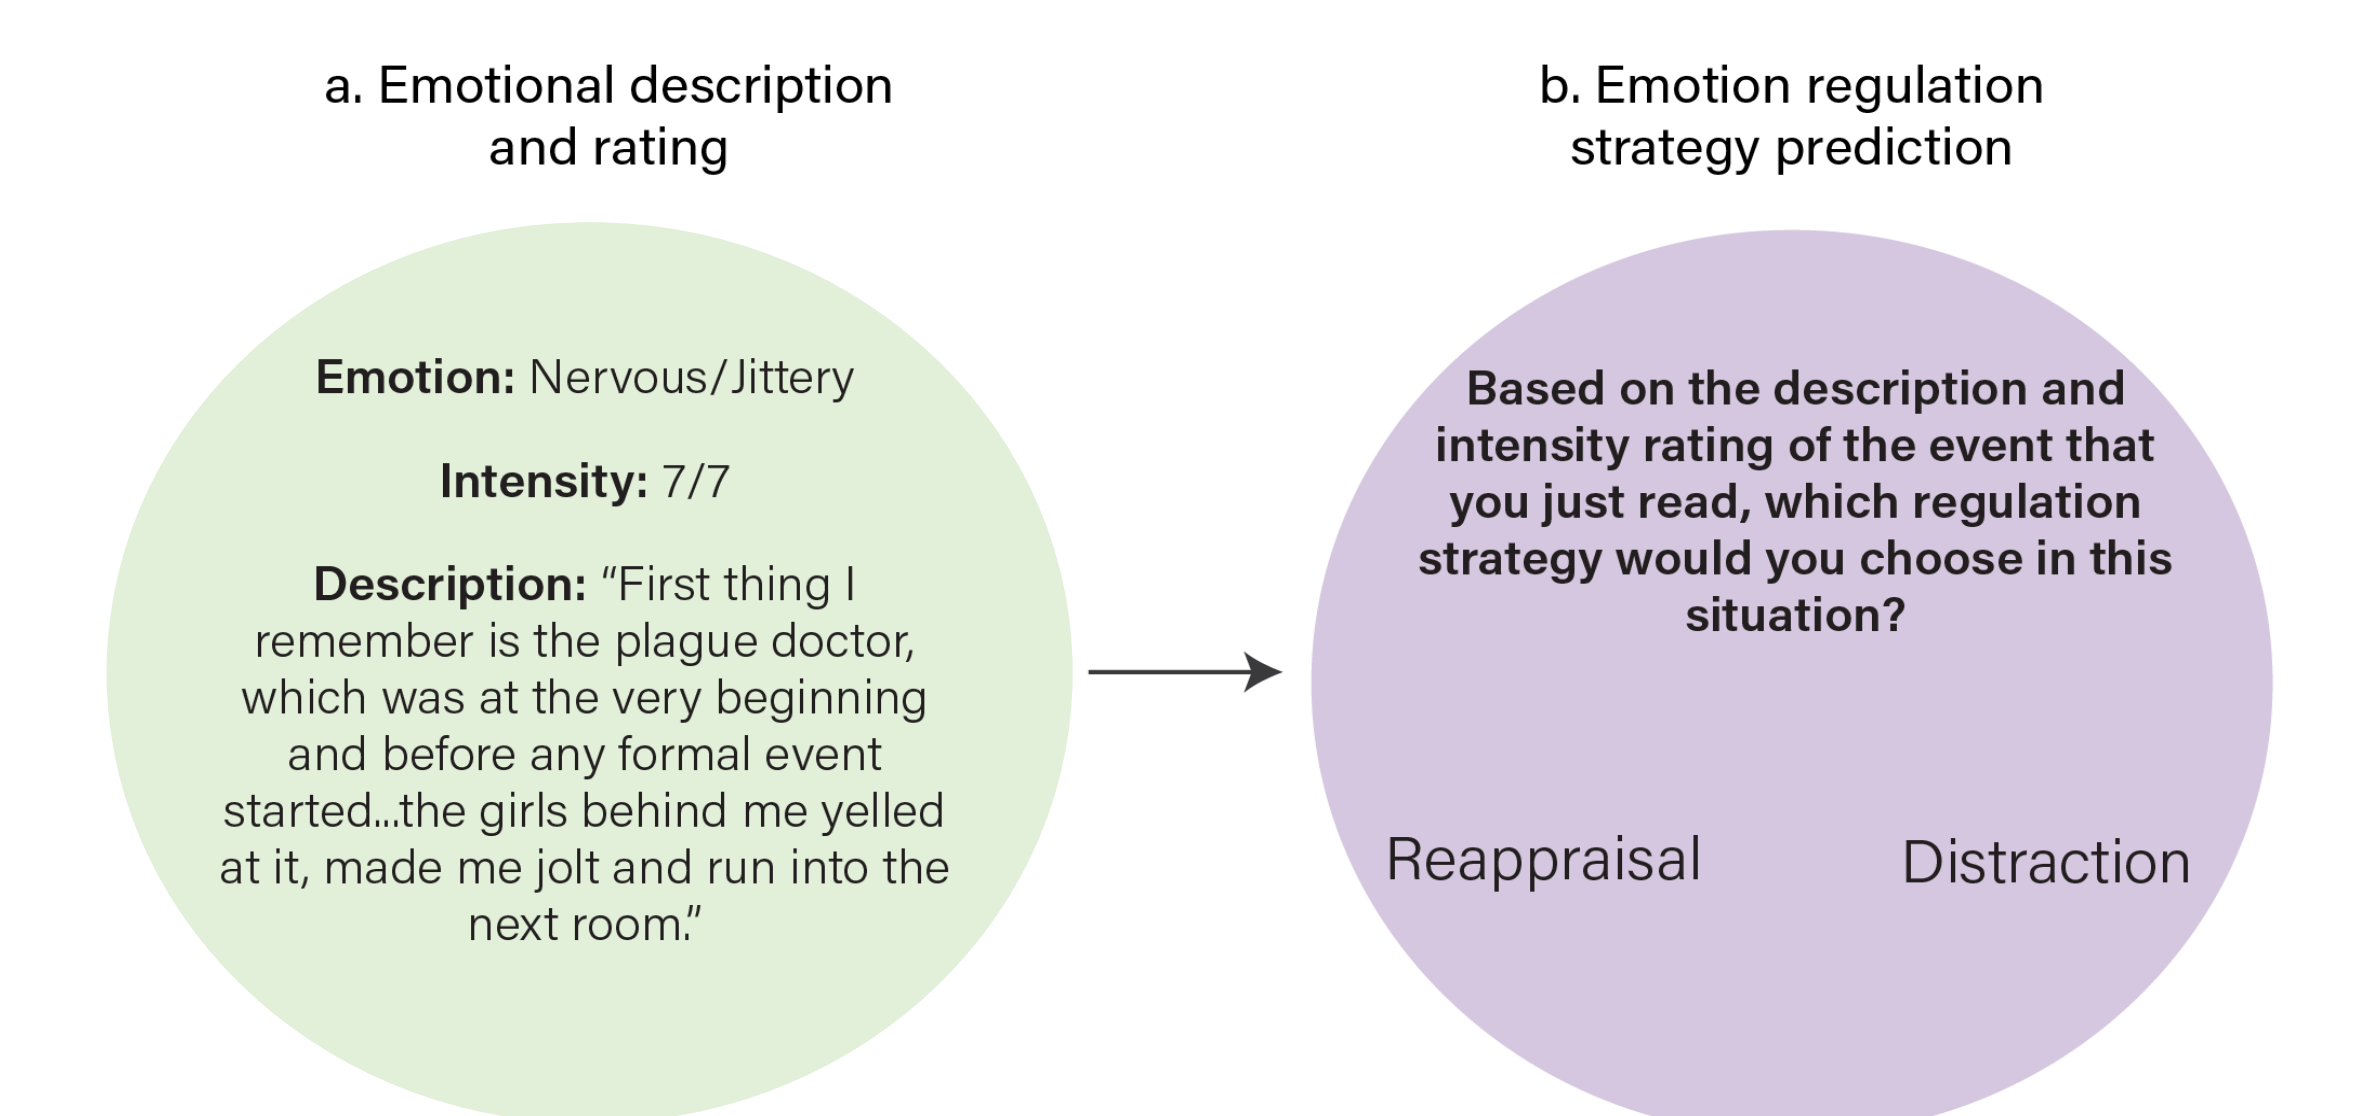 a. Emotional description
and rating
Emotion: Nervous/Jittery
Intensity: 7/7
Description: “First thing I
remember is the plague doctor,
which was at the very beginning
and before any formal event
started...the girls behind me yelled
at it, made me jolt and run into the
next room.”
b. Emotion regulation
strategy prediction
Based on the description and
intensity rating of the event that
you just read, which regulation
strategy would you choose in this
situation?
Reappraisal
Distraction